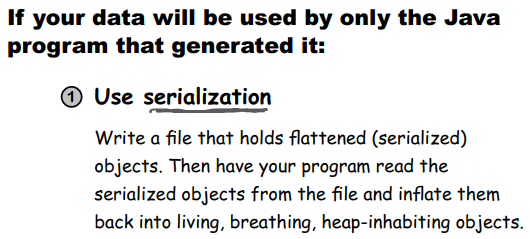 If your data will be used by only the Java
program that generated it:
1 Use serialization
Write a file that holds flattened (serialized)
objects. Then have your program read the
serialized objects from the file and inflate them
back into living, breathing, heap-inhabiting objects.